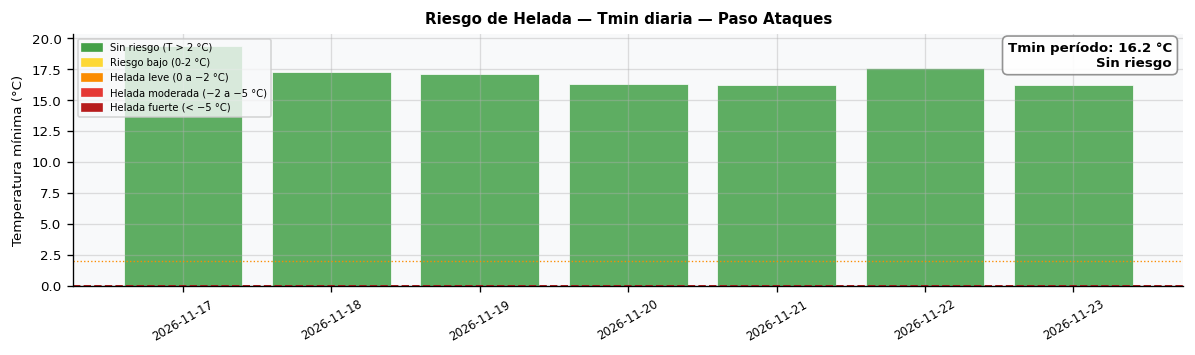 Riesgo de Helada — Tmin diaria — Paso Ataques
Temperatura mínima (°C)
20.0
17.5
15.0
12.5
10.0
7.5
5.0
2.5
0.0
Sin riesgo (T > 2 °C)
Riesgo bajo (0-2 °C)
Helada leve (0 a −2 °C)
Helada moderada (−2 a −5 °C)
Helada fuerte (< −5 °C)
Tmin período: 16.2 °C
Sin riesgo
2026-11-17
2026-11-18
2026-11-19
2026-11-20
2026-11-21
2026-11-22
2026-11-23